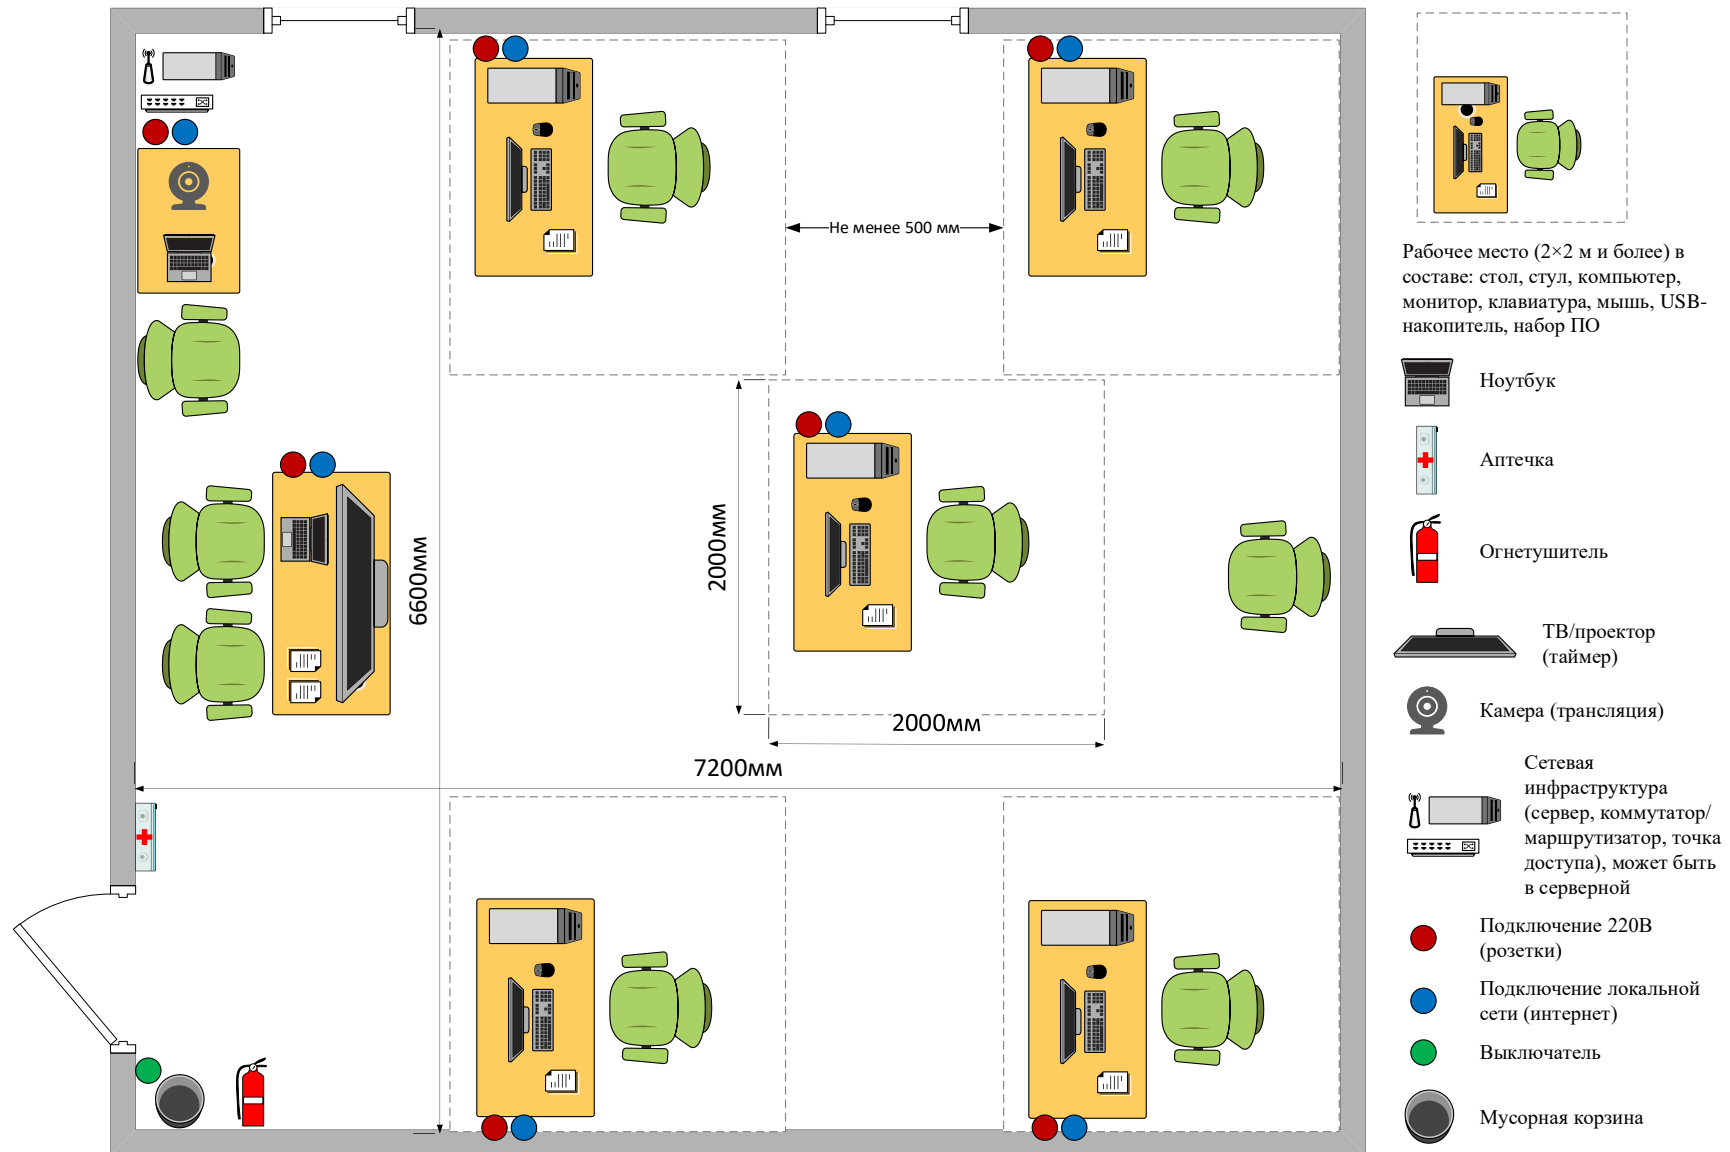 Не менее 500 мм
6600мм
2000мм
2000мм
7200мм
Рабочее место (2×2 м и более) в
составе: стол, стул, компьютер,
монитор, клавиатура, мышь, USB-
накопитель, набор ПО
Ноутбук
Аптечка
Огнетушитель
ТВ/проектор
(таймер)
Камера (трансляция)
Сетевая
инфраструктура
(сервер, коммутатор/
маршрутизатор, точка
доступа), может быть
в серверной
Подключение 220В
(розетки)
Подключение локальной
сети (интернет)
Выключатель
Мусорная корзина